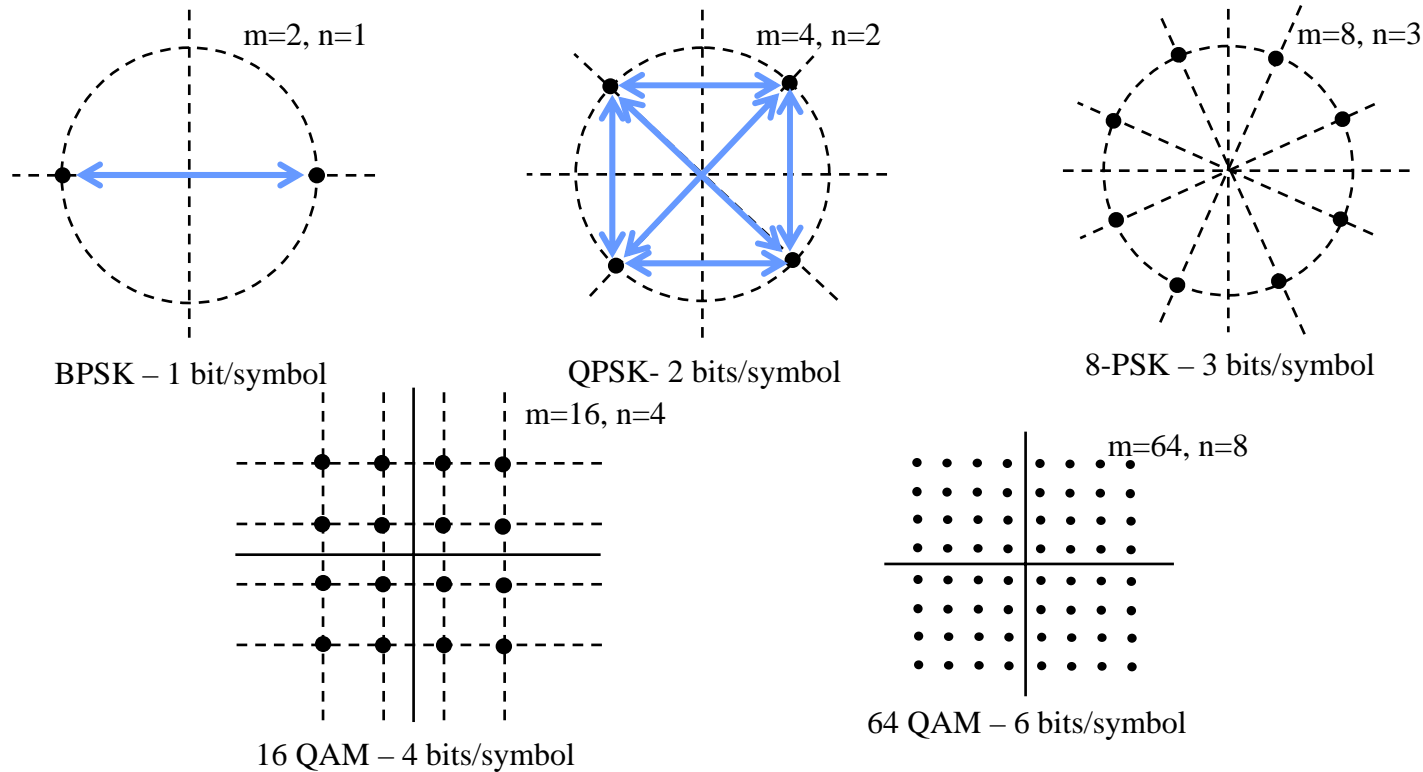 m=2, n=1
m=4, n=2
m=8, n=3
BPSK – 1 bit/symbol
QPSK- 2 bits/symbol
8-PSK – 3 bits/symbol
m=16, n=4
m=64, n=8
16 QAM – 4 bits/symbol
64 QAM – 6 bits/symbol